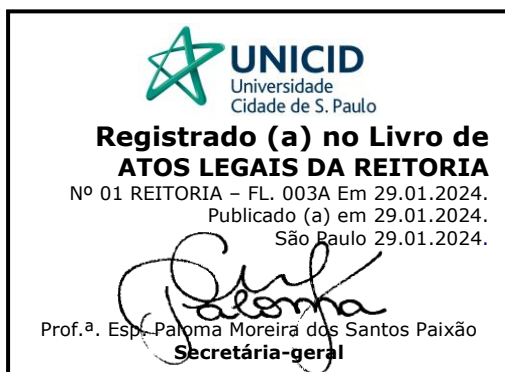 UNICID
Universidade
Cidade de S. Paulo
Registrado (a) no Livro de
ATOS LEGAIS DA REITORIA
Nº 01 REITORIA – FL. 003A Em 29.01.2024.
Publicado (a) em 29.01.2024.
São Paulo 29.01.2024.
Paloma
Prof.ª. Esp. Paloma Moreira dos Santos Paixão
Secretária-geral